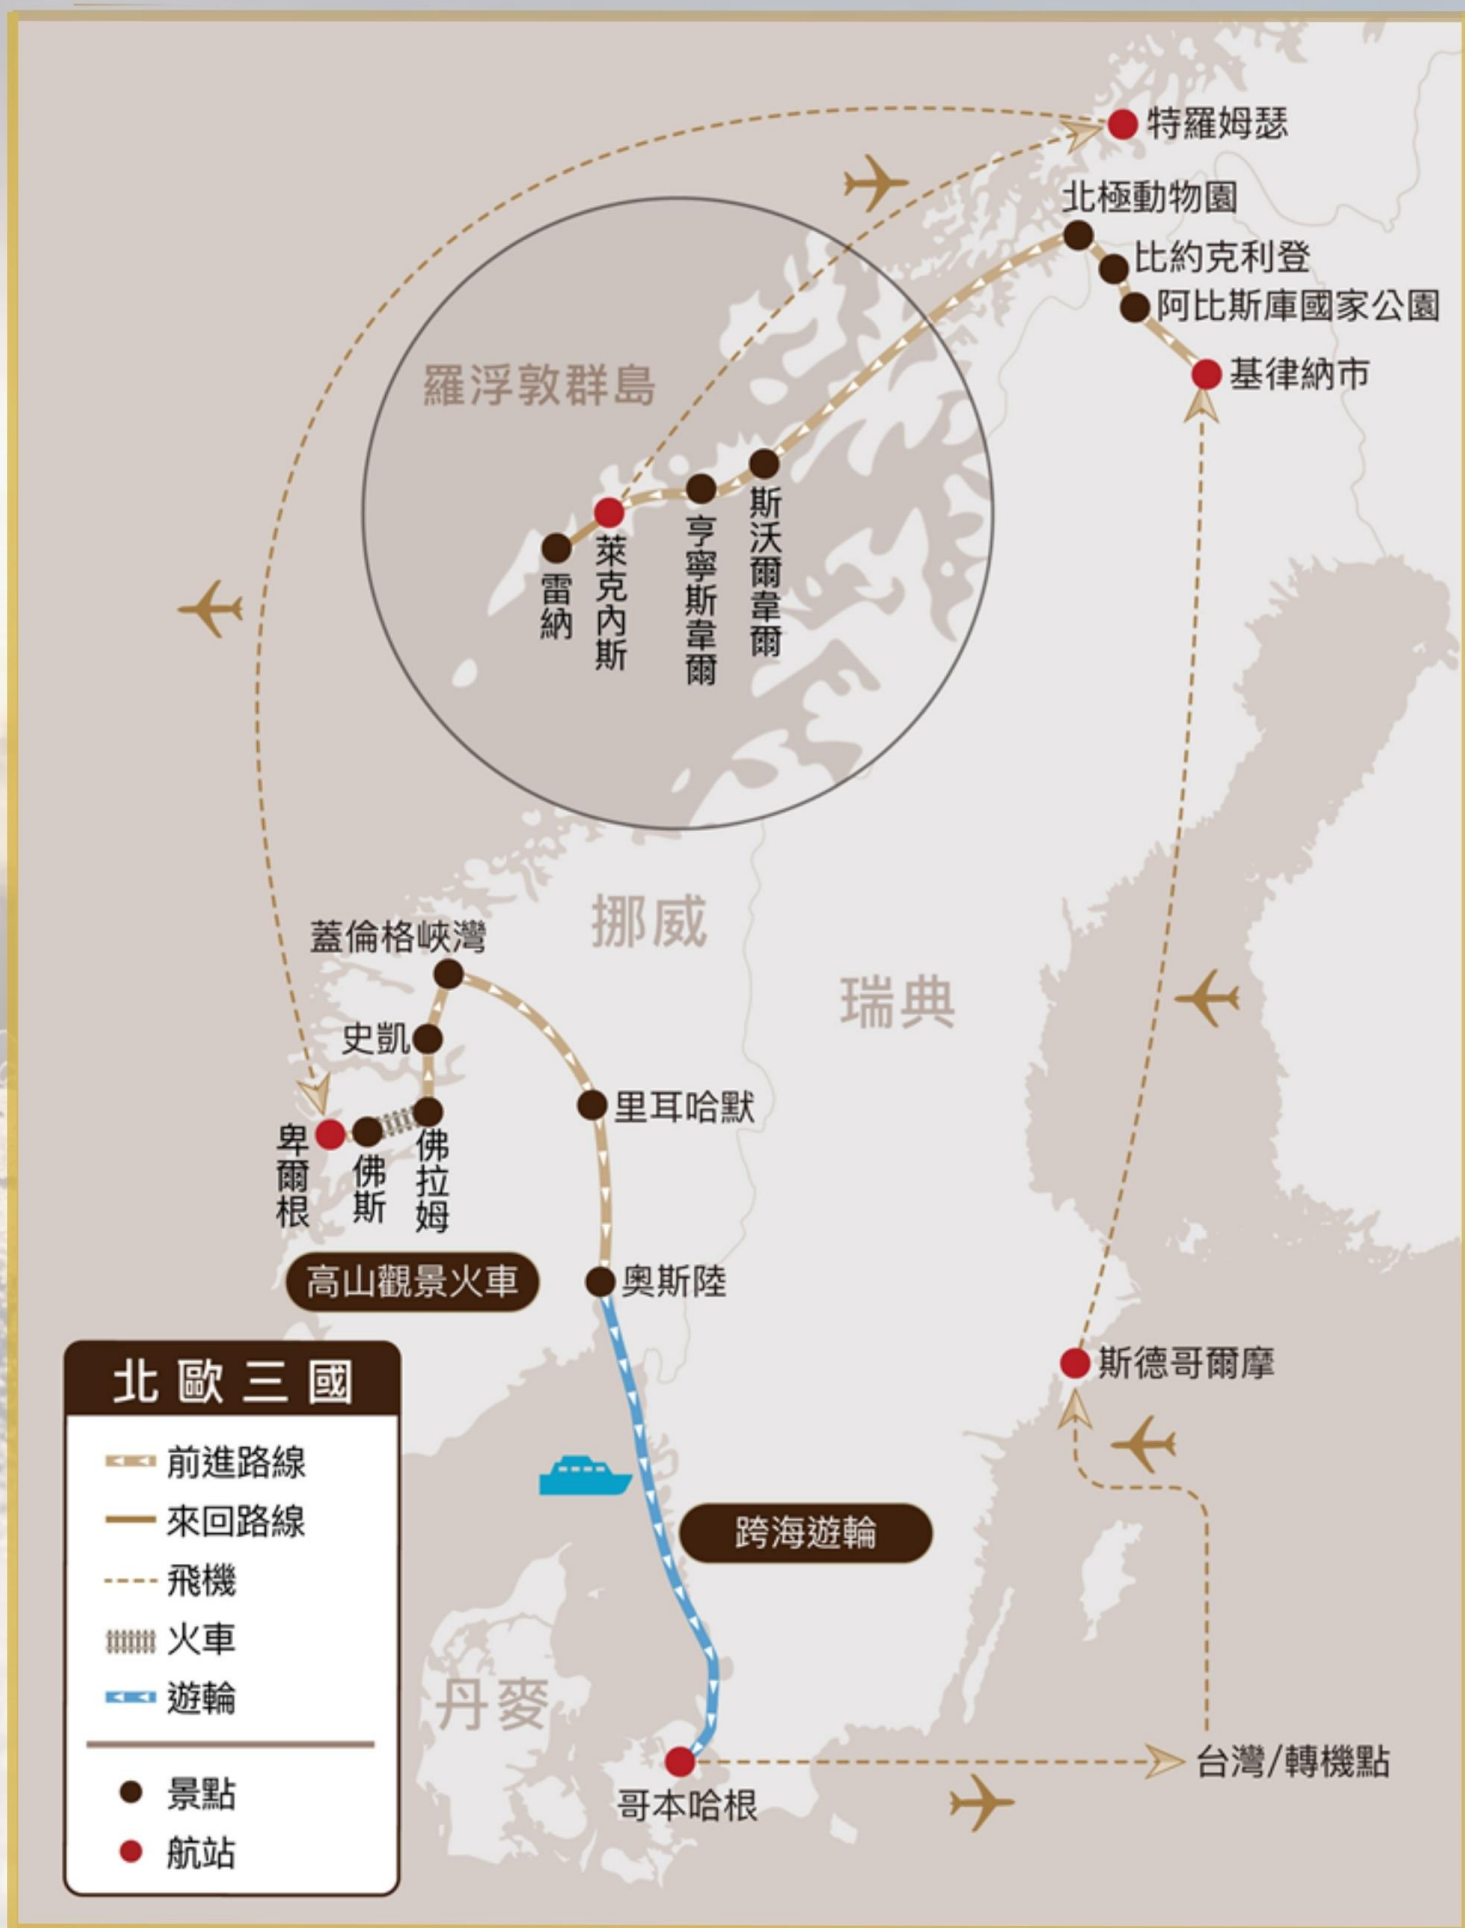 特羅姆瑟
北極動物園
比約克利登
阿比斯庫國家公園
基律納市
羅浮敦群島
斯沃爾韋爾
亨寧斯韋爾
萊克內斯
雷納
挪威
瑞典
蓋倫格峽灣
史凱
里耳哈默
卑爾根
佛斯
佛拉姆
高山觀景火車
奧斯陸
斯德哥爾摩
跨海遊輪
丹麥
哥本哈根
台灣/轉機點
北歐三國
前進路線
來回路線
飛機
火車
遊輪
景點
航站